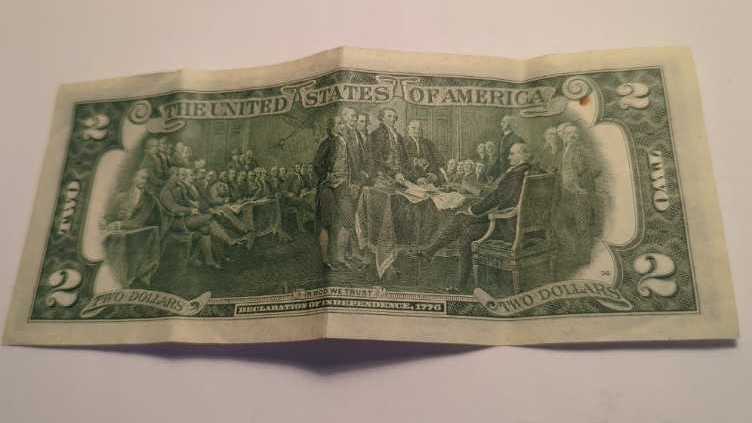 THE UNITED STATES OF AMERICA
2
2
TWO
TWO
2
2
TWO DOLLARS
IN GOD WE TRUST
TWO DOLLARS
DECLARATION OF INDEPENDENCE, 1776